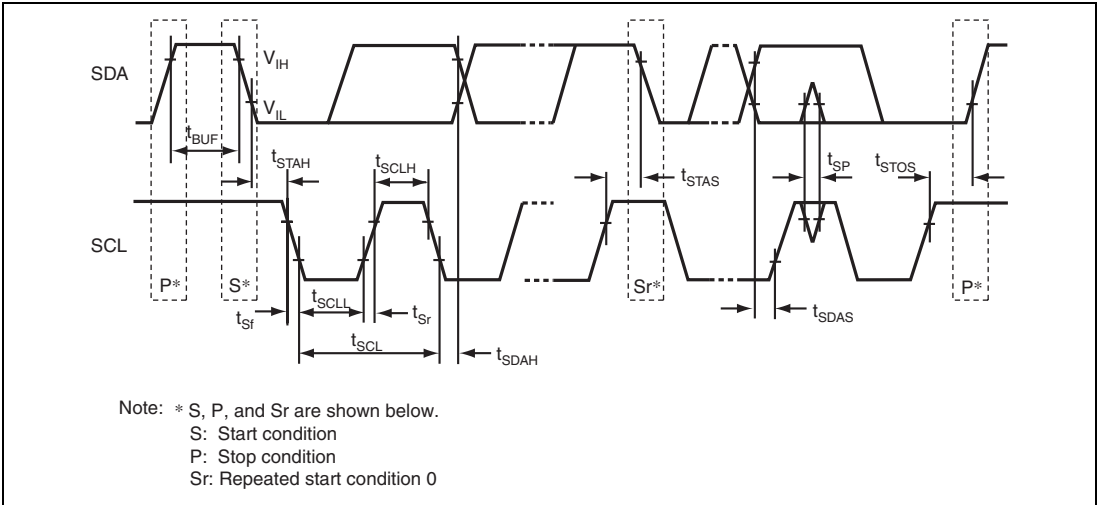 SDA
V_IH
V_IL
t_BUF
t_STAH
t_SCLH
t_STAS
t_SP
t_STOS
SCL
P*
S*
Sr*
P*
t_Sf
t_SCLL
t_Sr
t_SDAS
t_SCL
t_SDAH
Note: * S, P, and Sr are shown below.
S: Start condition
P: Stop condition
Sr: Repeated start condition 0